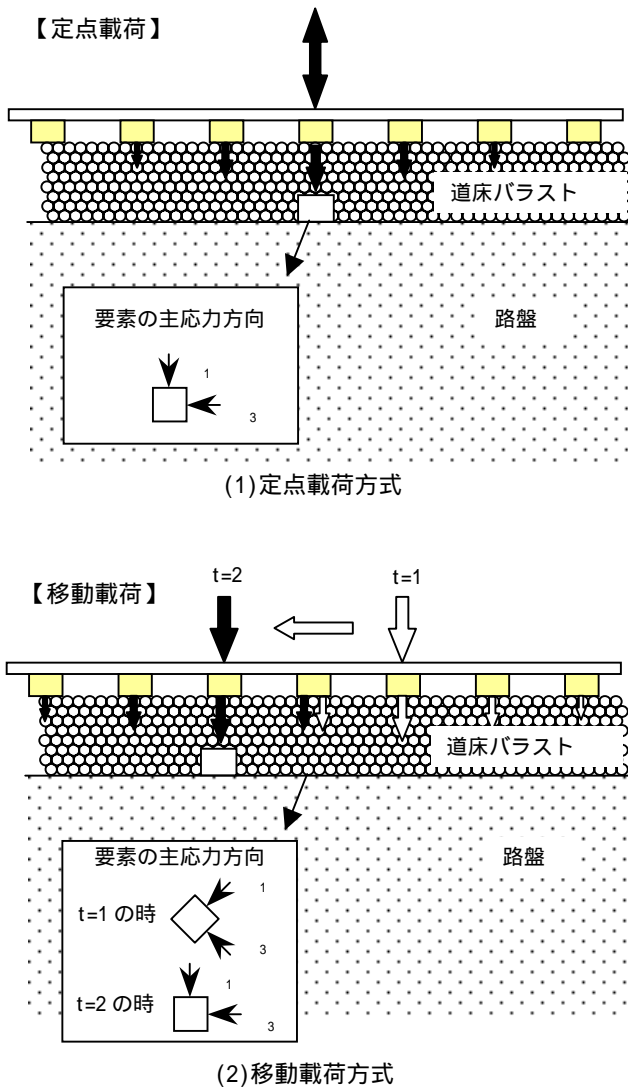 【定点載荷】
道床バラスト
要素の主応力方向
路盤
1
3
(1)定点載荷方式
t=2
t=1
【移動載荷】
道床バラスト
要素の主応力方向
路盤
1
t=1の時
3
1
t=2の時
3
(2)移動載荷方式